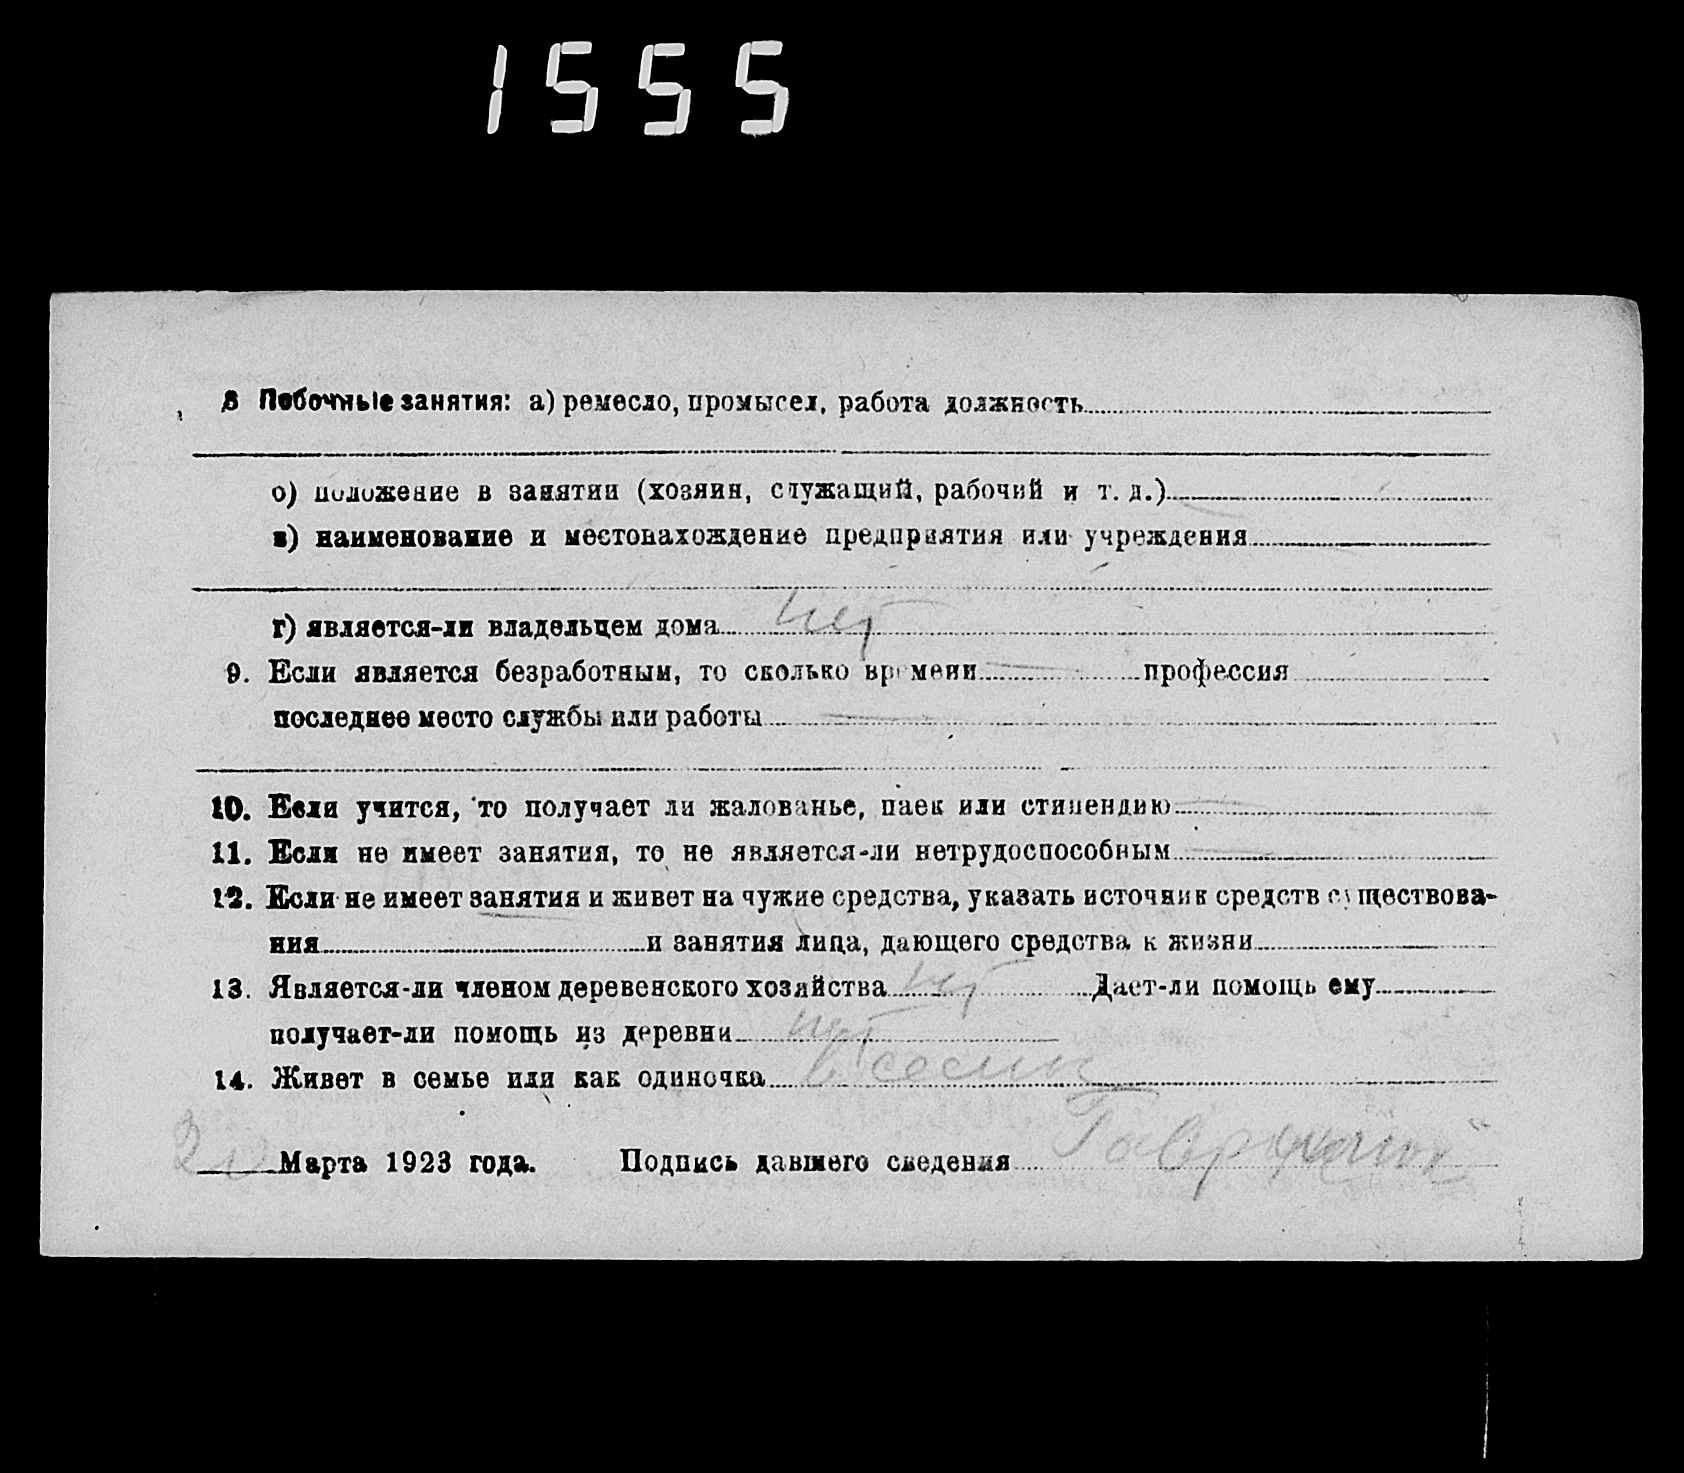 1555
8 Побочные занятия: а) ремесло, промысел, работа должность
о) положение в занятии (хозяин, служащий, рабочий и т. д.)
в) наименование и местонахождение предприятия или учреждения
г) является-ли владельцем дома нет
9. Если является безработным, то сколько времени — профессия
последнее место службы или работы —
10. Если учится, то получает ли жалованье, паек или стипендию —
11. Если не имеет занятия, то не является-ли нетрудоспособным —
12. Если не имеет занятия и живет на чужие средства, указать источник средств существова-
ния и занятия лица, дающего средства к жизни
13. Является-ли членом деревенского хозяйства нет Дает-ли помощь ему
получает-ли помощь из деревни нет
14. Живет в семье или как одиночка в семье
Марта 1923 года. Подпись давшего сведения